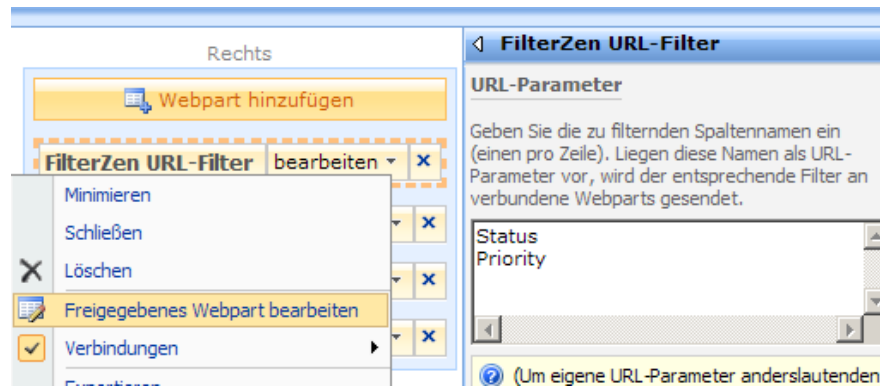 Rechts
Webpart hinzufügen
FilterZen URL-Filter bearbeiten
Minimieren
Schließen
Löschen
Freigegebenes Webpart bearbeiten
Verbindungen
Exportieren
FilterZen URL-Filter
URL-Parameter
Geben Sie die zu filternden Spaltennamen ein
(einen pro Zeile). Liegen diese Namen als URL-
Parameter vor, wird der entsprechende Filter an
verbundene Webparts gesendet.
Status
Priority
(Um eigene URL-Parameter anderslautenden